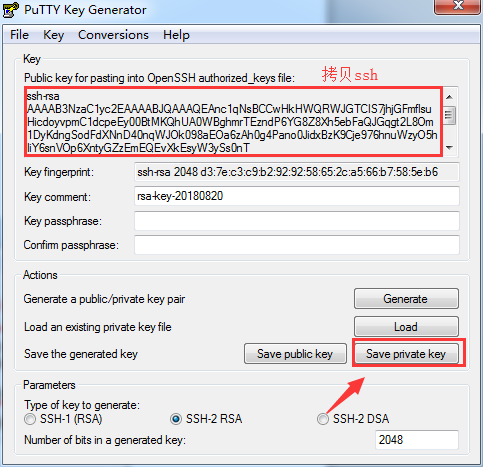 PuTTY Key Generator
File Key Conversions Help
Key
Public key for pasting into OpenSSH authorized_keys file:
拷贝ssh
ssh-rsa
AAAAB3NzaC1yc2EAAAABJQAAAQEAnc1qNsBCCwHkHWQRWJGTCIS7jhjGFmflsu
HicdoyvpmC1dcpeEy00BtMKQhUA0WBghmrTEzndP6YG8Z8Xh5ebFaQJGqgt2L8Om
1DyKdngSodFdXNnD40nqWJOk098aEOa6zAh0g4Pano0JidxBzK9Cje976hnuWzyO5h
liY6snVOp6XntyGZzEmEQEvXkEsyW3ySs0nT
Key fingerprint: ssh-rsa 2048 d3:7e:c3:c9:b2:92:92:58:65:2c:a5:66:b7:58:5e:b6
Key comment: rsa-key-20180820
Key passphrase:
Confirm passphrase:
Actions
Generate a public/private key pair Generate
Load an existing private key file Load
Save the generated key Save public key Save private key
Parameters
Type of key to generate:
SSH-1 (RSA) SSH-2 RSA SSH-2 DSA
Number of bits in a generated key: 2048